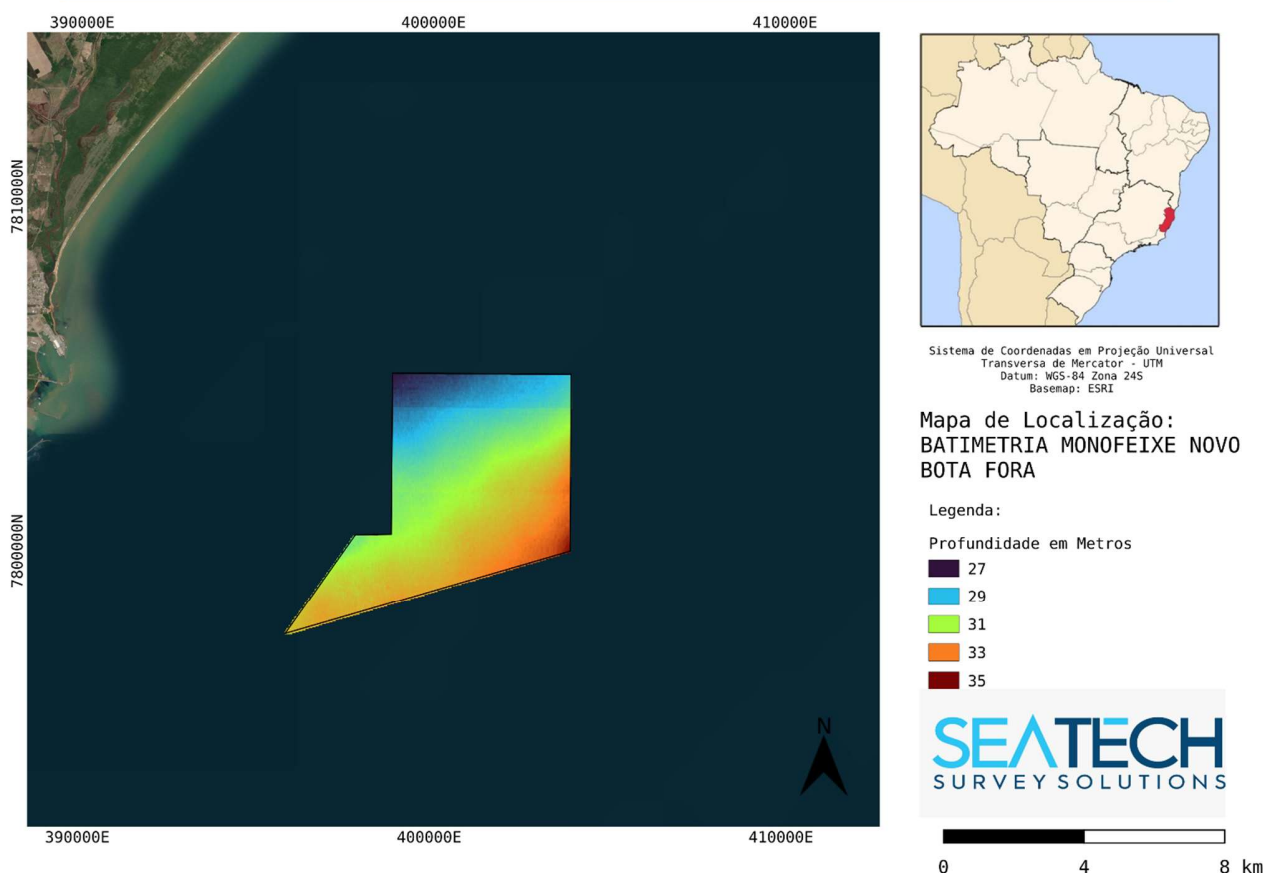 390000E
400000E
410000E
7810000N
7800000N
390000E
400000E
410000E
N
Sistema de Coordenadas em Projeção Universal
Transversa de Mercator - UTM
Datum: WGS-84 Zona 24S
Basemap: ESRI
Mapa de Localização:
BATIMETRIA MONOFEIXE NOVO
BOTA FORA
Legenda:
Profundidade em Metros
27
29
31
33
35
SEATECH
SURVEY SOLUTIONS
0 4 8 km